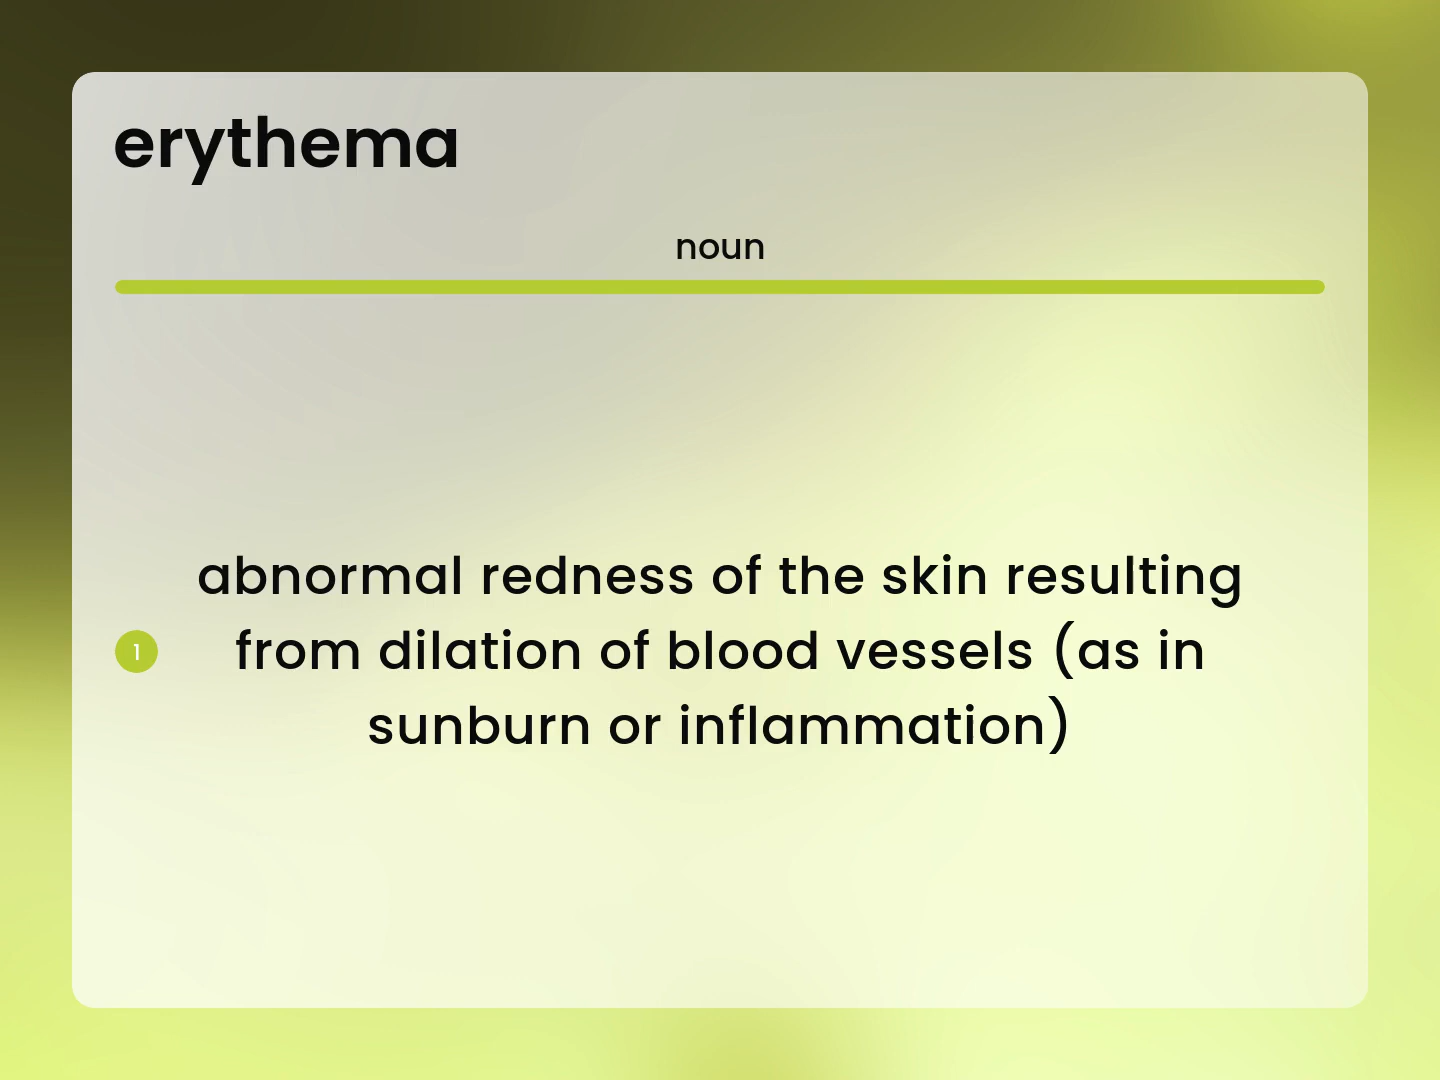 erythema
noun
abnormal redness of the skin resulting
1 from dilation of blood vessels (as in
sunburn or inflammation)